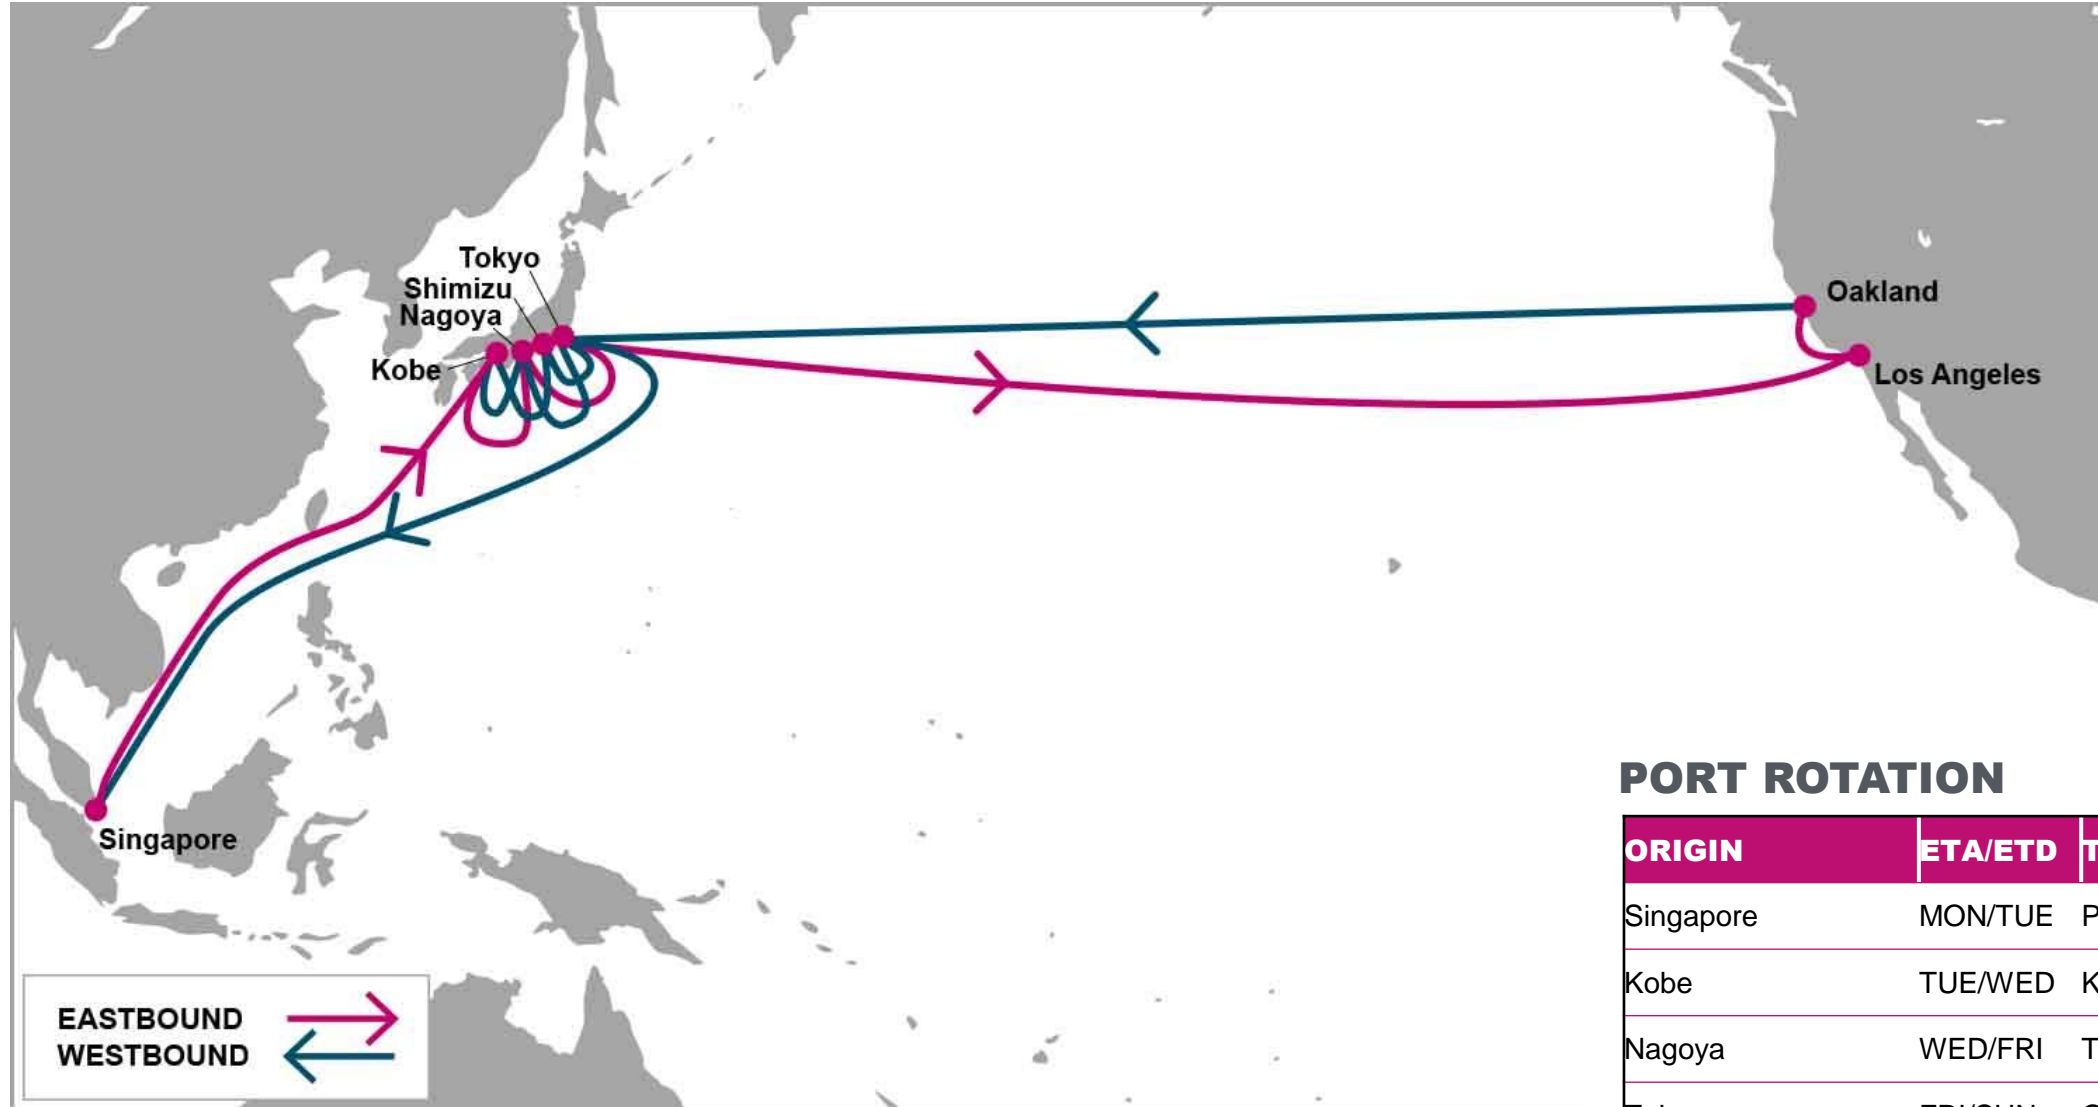 Tokyo
Shimizu
Nagoya
Kobe
Oakland
Los Angeles
Singapore
EASTBOUND
WESTBOUND
PORT ROTATION
ORIGIN ETA/ETD T
Singapore MON/TUE P
Kobe TUE/WED K
Nagoya WED/FRI T